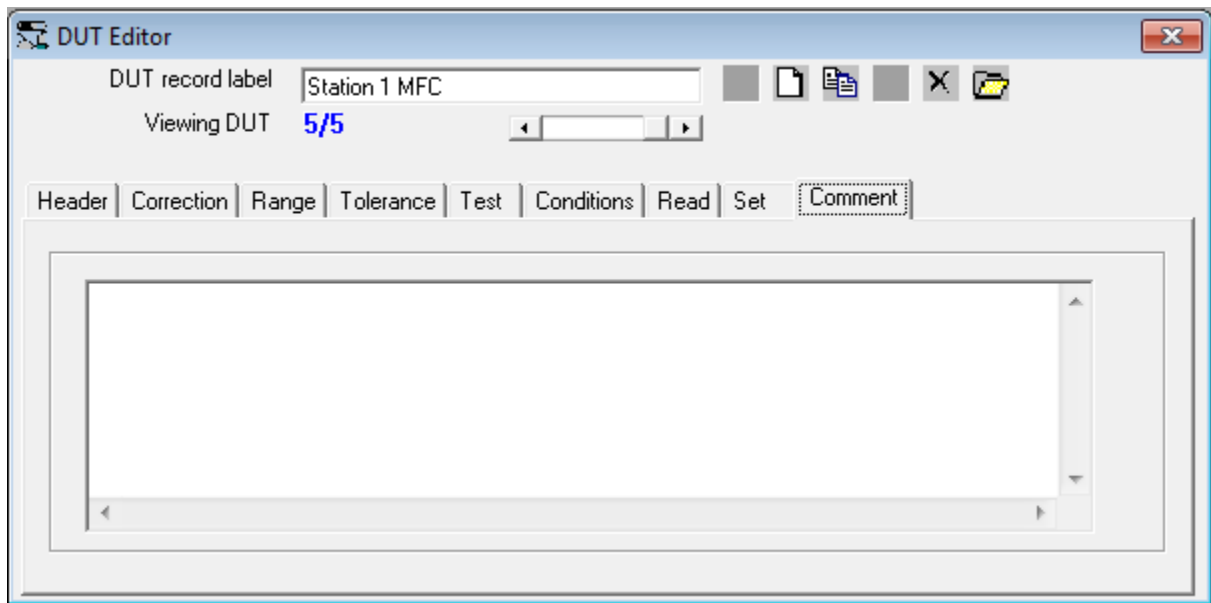 DUT Editor
DUT record label Station 1 MFC
Viewing DUT 5/5
Header Correction Range Tolerance Test Conditions Read Set Comment